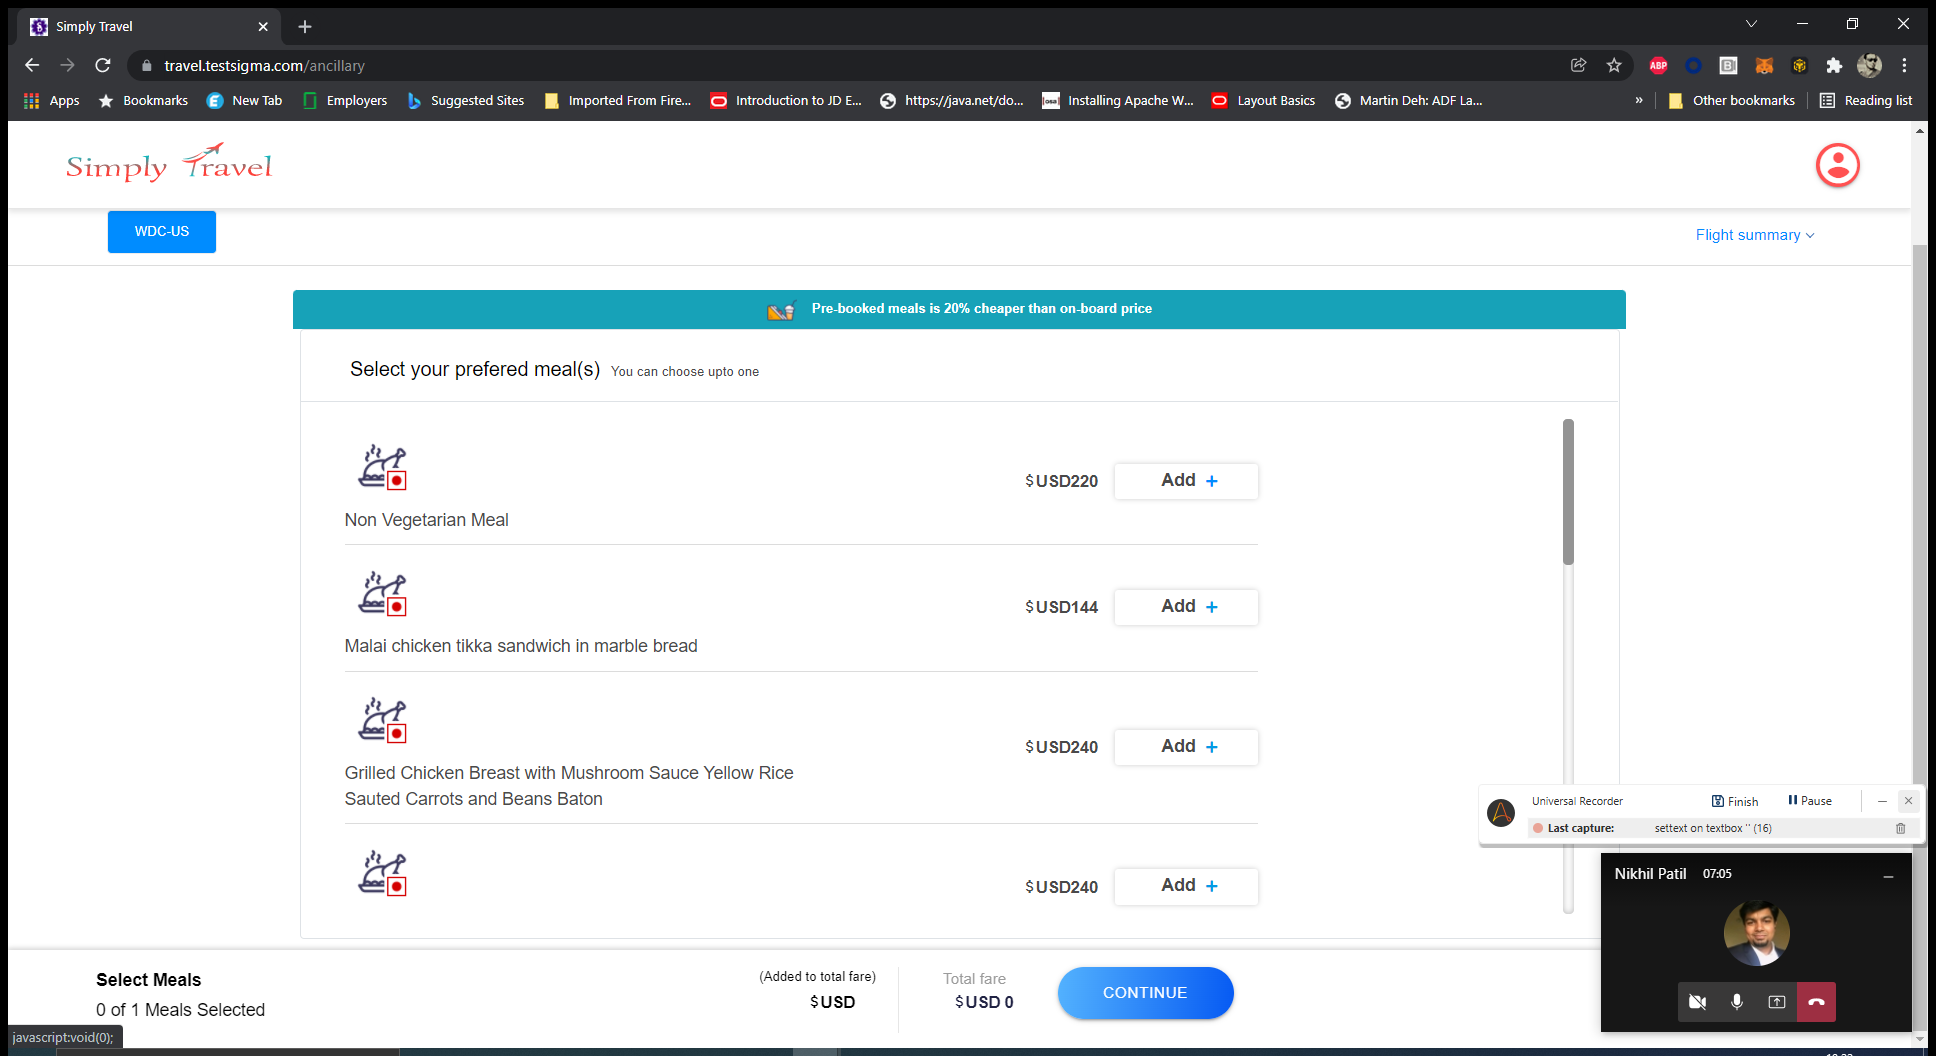 Simply Travel
travel.testsigma.com/ancillary
ABP
Apps
Bookmarks
New Tab
Employers
Suggested Sites
Imported From Fire...
Introduction to JD E...
https://java.net/do...
Installing Apache W...
Layout Basics
Martin Deh: ADF La...
»
Other bookmarks
Reading list
Simply Travel
WDC-US
Flight summary
Pre-booked meals is 20% cheaper than on-board price
Select your prefered meal(s) You can choose upto one
$USD220 Add +
Non Vegetarian Meal
$USD144 Add +
Malai chicken tikka sandwich in marble bread
$USD240 Add +
Grilled Chicken Breast with Mushroom Sauce Yellow Rice
Sauted Carrots and Beans Baton
$USD240 Add +
Universal Recorder
Finish
Pause
Last capture: settext on textbox '' (16)
Nikhil Patil 07:05
Select Meals
0 of 1 Meals Selected
(Added to total fare)
$USD
Total fare
$USD 0
CONTINUE
javascript:void(0);